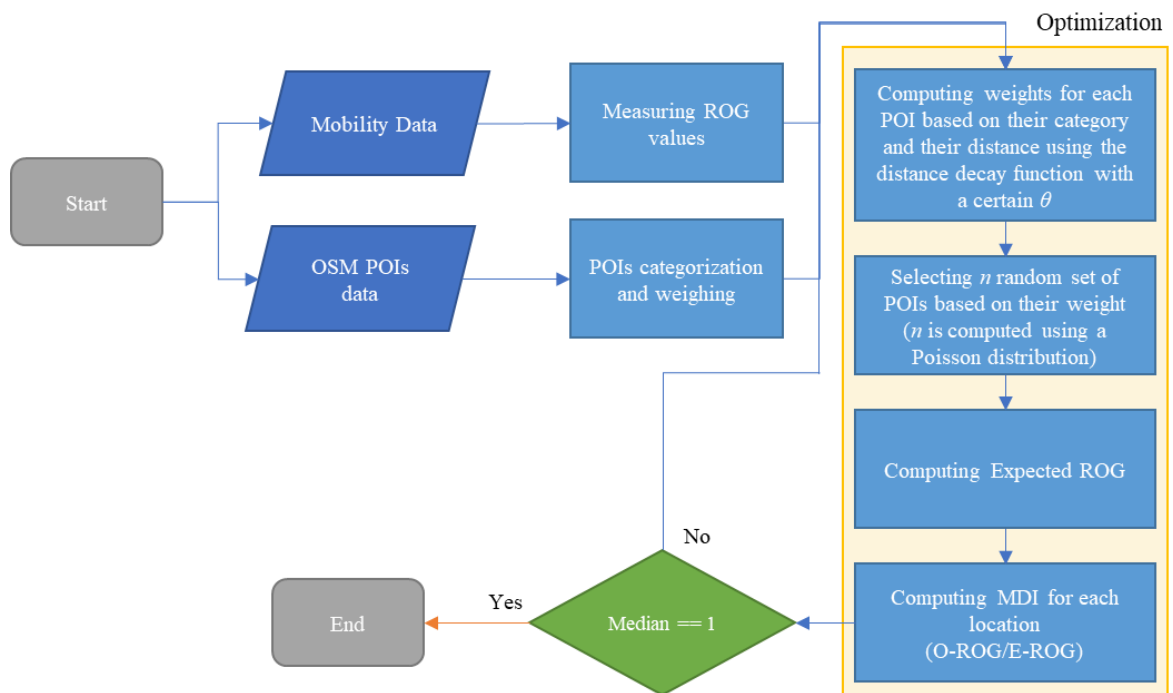 Optimization
Start
Mobility Data
Measuring ROG
values
OSM POIs
data
POIs categorization
and weighing
Computing weights for each
POI based on their category
and their distance using the
distance decay function with
a certain θ
Selecting n random set of
POIs based on their weight
(n is computed using a
Poisson distribution)
Computing Expected ROG
Computing MDI for each
location
(O-ROG/E-ROG)
Median == 1
No
Yes
End